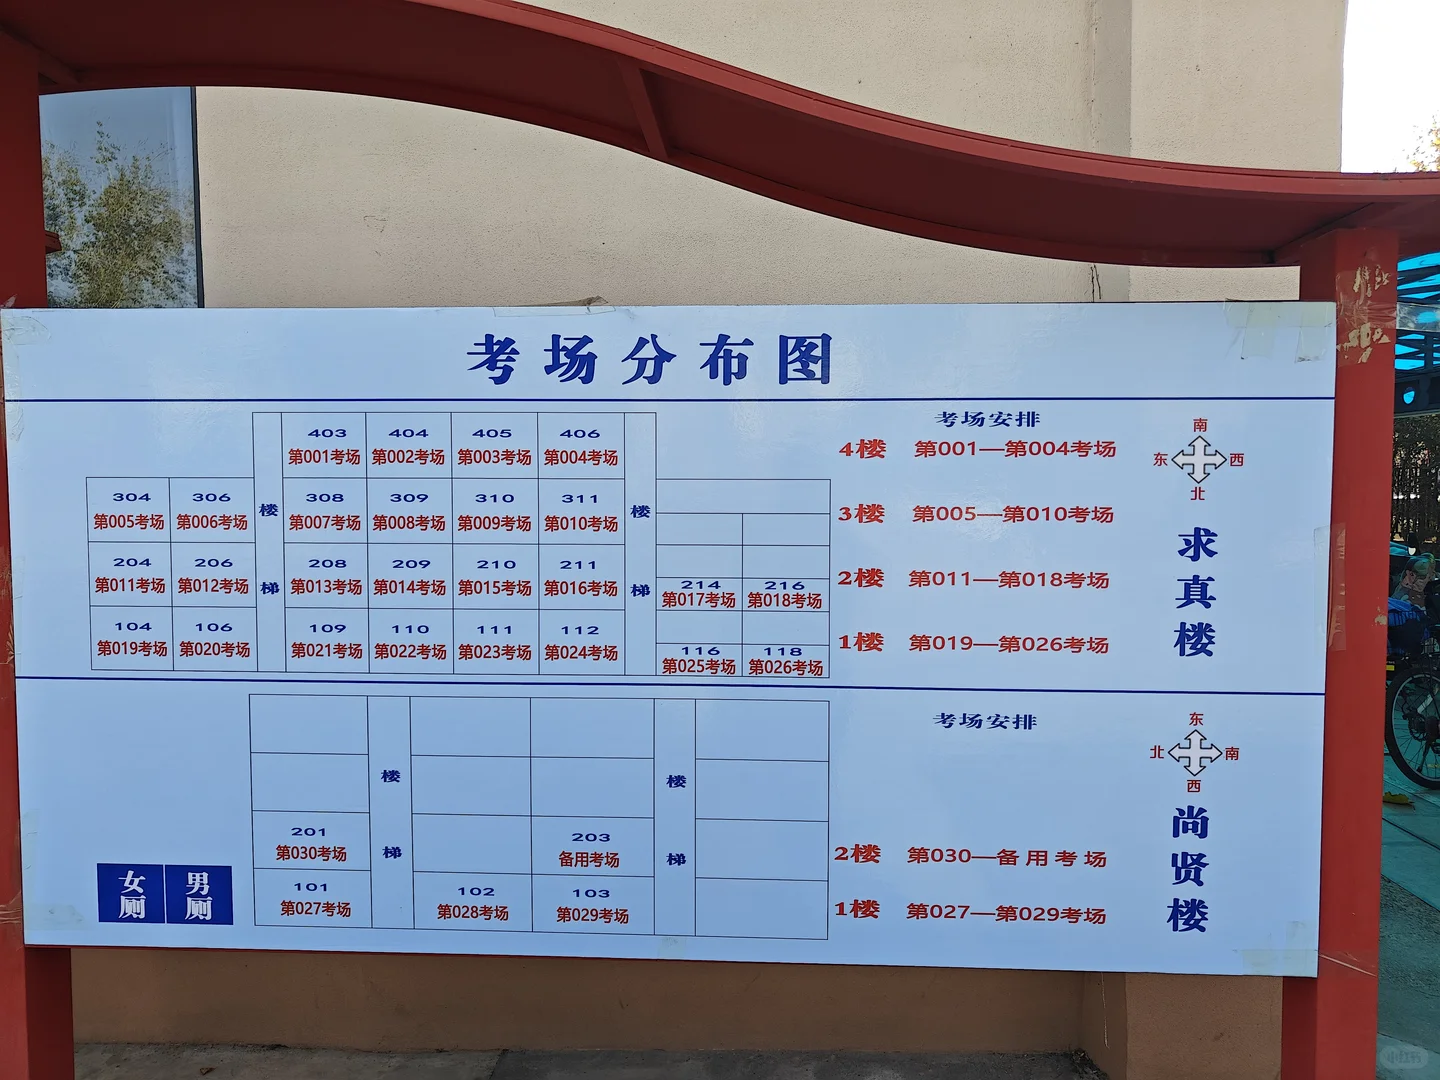 考场分布图
403 404 405 406
第001考场 第002考场 第003考场 第004考场
304 306 308 309 310 311
第005考场 第006考场 第007考场 第008考场 第009考场 第010考场
204 206 208 209 210 211 214 216
第011考场 第012考场 第013考场 第014考场 第015考场 第016考场 第017考场 第018考场
104 106 109 110 111 112 116 118
第019考场 第020考场 第021考场 第022考场 第023考场 第024考场 第025考场 第026考场
楼梯
楼梯
考场安排
4楼 第001—第004考场
3楼 第005—第010考场
2楼 第011—第018考场
1楼 第019—第026考场
南
东 西
北
求真楼
201 203
第030考场 备用考场
101 102 103
第027考场 第028考场 第029考场
楼梯
楼梯
女厕 男厕
考场安排
2楼 第030—备用考场
1楼 第027—第029考场
东
北 南
西
尚贤楼
小红书